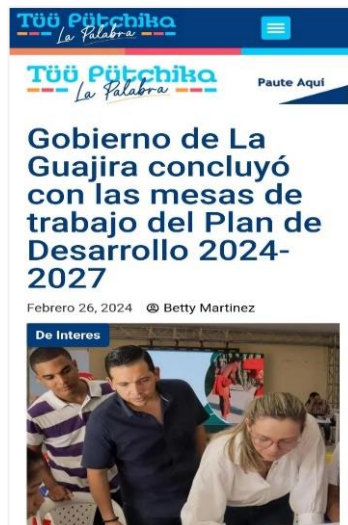 Tüü Pütchika
La Palabra
Tüü Pütchika
La Palabra
Paute Aquí
Gobierno de La
Guajira concluyó
con las mesas de
trabajo del Plan de
Desarrollo 2024-
2027
Febrero 26, 2024 @ Betty Martinez
De Interes